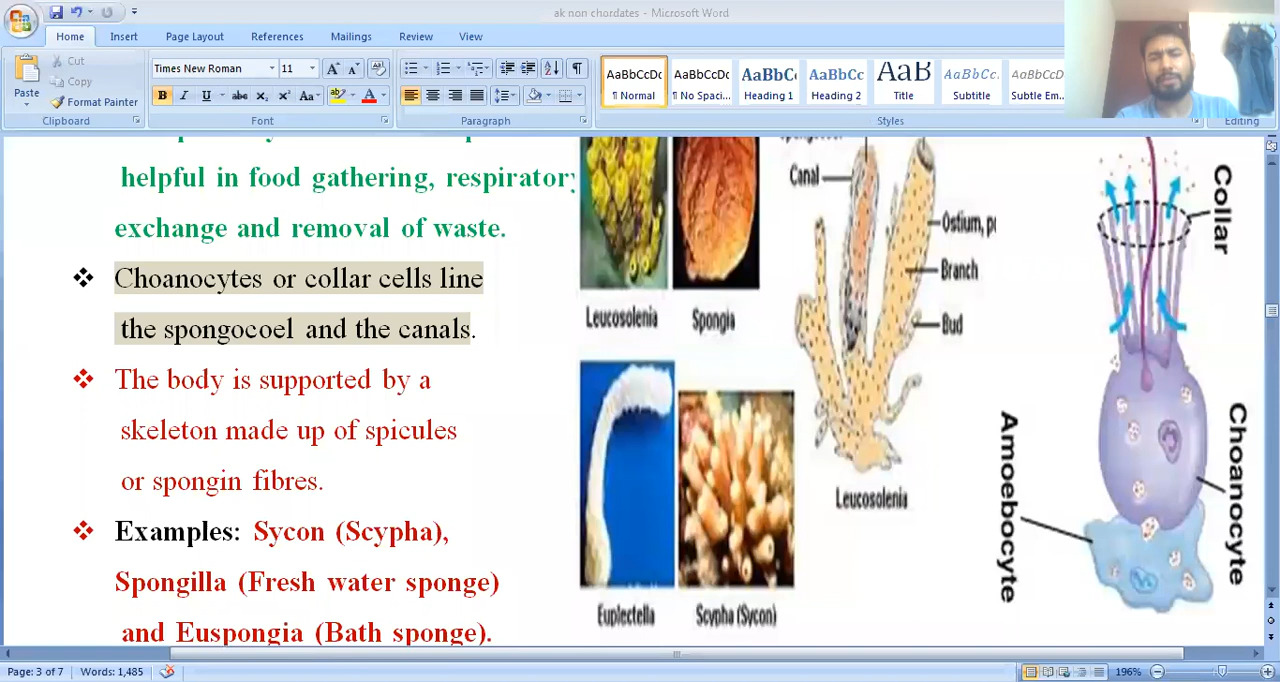 ak non chordates - Microsoft Word
Home Insert Page Layout References Mailings Review View
Paste
Cut
Copy
Format Painter
Times New Roman 11
AaBbCcDc AaBbCcDc AaBbC AaBbCc AaB AaBbCc. AaBbCcDc
¶ Normal ¶ No Spaci... Heading 1 Heading 2 Title Subtitle Subtle Em...
Clipboard Font Paragraph Styles Editing
helpful in food gathering, respiratory
exchange and removal of waste.
❖ Choanocytes or collar cells line
the spongocoel and the canals.
❖ The body is supported by a
skeleton made up of spicules
or spongin fibres.
❖ Examples: Sycon (Scypha),
Spongilla (Fresh water sponge)
and Euspongia (Bath sponge).
Leucosolenia
Spongia
Euplectella
Scypha (Sycon)
Canal
Ostium,
Branch
Bud
Leucosolenia
Collar
Choanocyte
Amoebocyte
Page: 3 of 7 Words: 1,485 196%